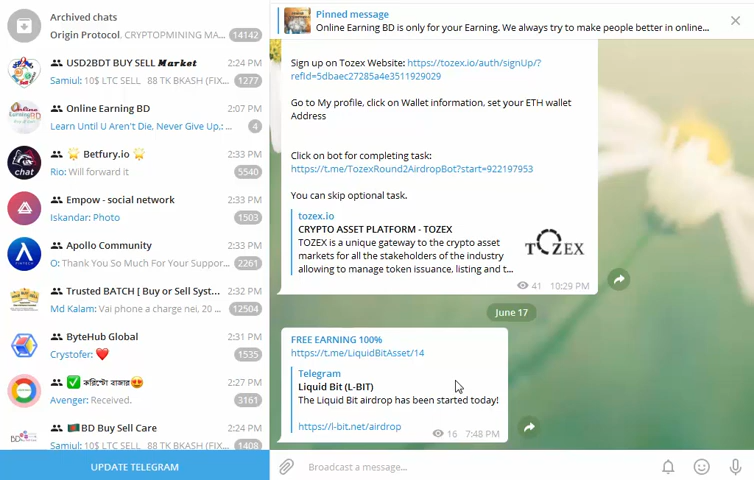 Archived chats
Origin Protocol, CRYPTOPMINING MA... 14142
USD2BDT BUY SELL Market 2:24 PM
Samiul: 10$ LTC SELL 88 TK BKASH (FIX... 1277
Online Earning BD 2:07 PM
Learn Until U Aren't Die, Never Give Up.: ... 4
Betfury.io 2:33 PM
Rio: Will forward it 5540
Empow - social network 2:33 PM
Iskandar: Photo 1503
Apollo Community 2:33 PM
O: Thank You So Much For Your Suppor... 2261
Trusted BATCH [ Buy or Sell Syst... 2:32 PM
Md Kalam: Vai phone a charge nei, 20 ... 12504
ByteHub Global 2:31 PM
Crystofer: ❤️ 1535
✅ করিপ্টো বাজার😍 2:27 PM
Avenger: Received. 3161
BD Buy Sell Care 2:24 PM
Samiul: 10$ LTC SELL 88 TK BKASH (FIX... 1408
UPDATE TELEGRAM
Pinned message
Online Earning BD is only for your Earning. We always try to make people better in online...
Sign up on Tozex Website: https://tozex.io/auth/signUp/?
refId=5dbaec27285a4e3511929029
Go to My profile, click on Wallet information, set your ETH wallet
Address
Click on bot for completing task:
https://t.me/TozexRound2AirdropBot?start=922197953
You can skip optional task.
tozex.io
CRYPTO ASSET PLATFORM - TOZEX
TOZEX is a unique gateway to the crypto asset
markets for all the stakeholders of the industry
allowing to manage token issuance, listing and t...
TOZEX
41 10:29 PM
June 17
FREE EARNING 100%
https://t.me/LiquidBitAsset/14
Telegram
Liquid Bit (L-BIT)
The Liquid Bit airdrop has been started today!
https://l-bit.net/airdrop
16 7:48 PM
Broadcast a message...